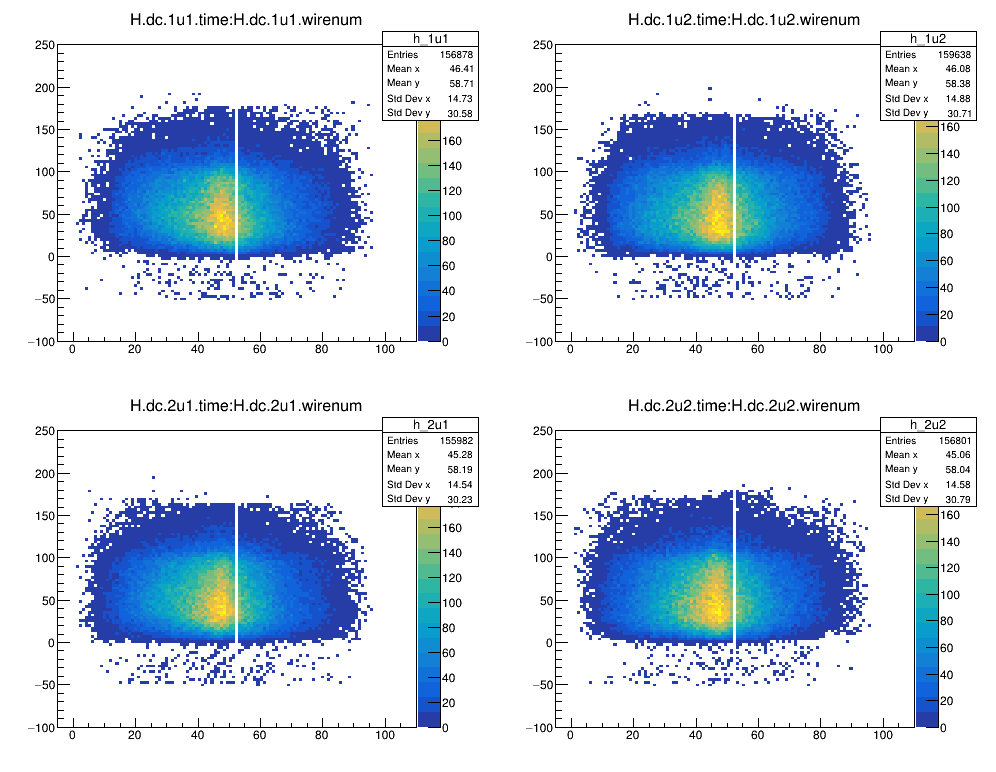 H.dc.1u1.time:H.dc.1u1.wirenum
h_1u1
Entries 156878
Mean x 46.41
Mean y 58.71
Std Dev x 14.73
Std Dev y 30.58
250
200
150
100
50
0
−50
−100
0 20 40 60 80 100
160
140
120
100
80
60
40
20
0
H.dc.1u2.time:H.dc.1u2.wirenum
h_1u2
Entries 159638
Mean x 46.08
Mean y 58.38
Std Dev x 14.88
Std Dev y 30.71
250
200
150
100
50
0
−50
−100
0 20 40 60 80 100
160
140
120
100
80
60
40
20
0
H.dc.2u1.time:H.dc.2u1.wirenum
h_2u1
Entries 155982
Mean x 45.28
Mean y 58.19
Std Dev x 14.54
Std Dev y 30.23
250
200
150
100
50
0
−50
−100
0 20 40 60 80 100
160
140
120
100
80
60
40
20
0
H.dc.2u2.time:H.dc.2u2.wirenum
h_2u2
Entries 156801
Mean x 45.06
Mean y 58.04
Std Dev x 14.58
Std Dev y 30.79
250
200
150
100
50
0
−50
−100
0 20 40 60 80 100
160
140
120
100
80
60
40
20
0